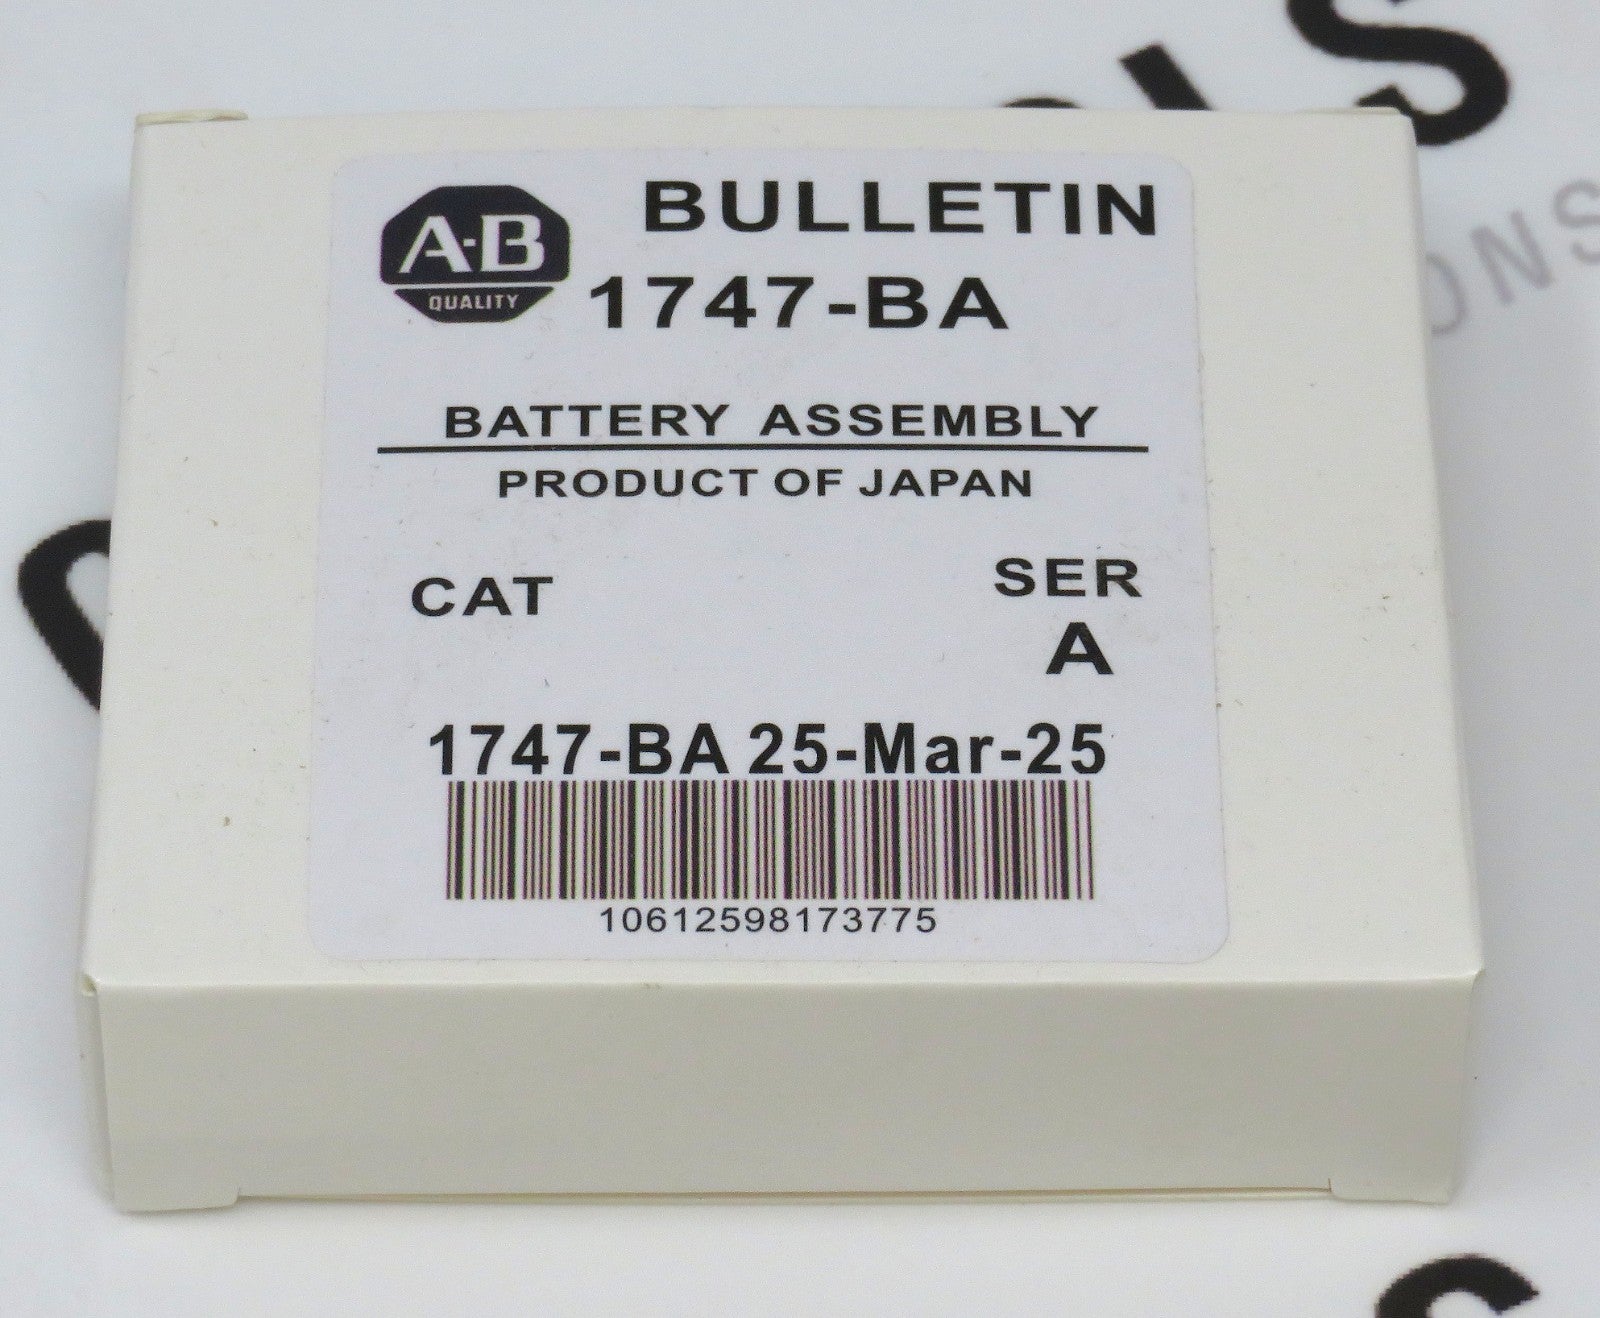 A-B
QUALITY
BULLETIN
1747-BA
BATTERY ASSEMBLY
PRODUCT OF JAPAN
CAT
SER
A
1747-BA 25-Mar-25
10612598173775